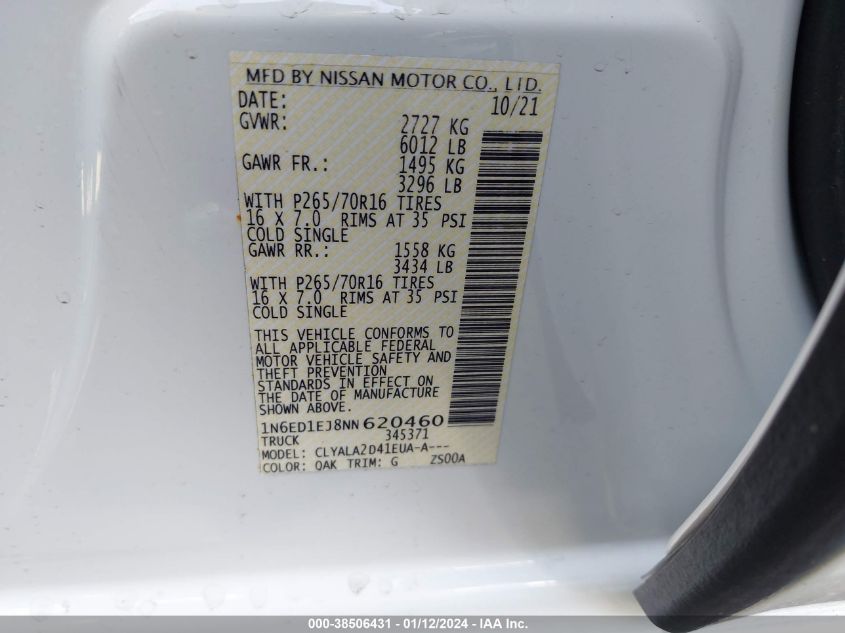 MFD BY NISSAN MOTOR CO., LTD.
DATE: 10/21
GVWR: 2727 KG
6012 LB
GAWR FR.: 1495 KG
3296 LB
WITH P265/70R16 TIRES
16 X 7.0 RIMS AT 35 PSI
COLD SINGLE
GAWR RR.: 1558 KG
3434 LB
WITH P265/70R16 TIRES
16 X 7.0 RIMS AT 35 PSI
COLD SINGLE
THIS VEHICLE CONFORMS TO
ALL APPLICABLE FEDERAL
MOTOR VEHICLE SAFETY AND
THEFT PREVENTION
STANDARDS IN EFFECT ON
THE DATE OF MANUFACTURE
SHOWN ABOVE.
1N6ED1EJ8NN620460
TRUCK 345371
MODEL: CLYALA2D41EUA-A---
COLOR: QAK TRIM: G ZS00A
000-38506431 - 01/12/2024 - IAA Inc.